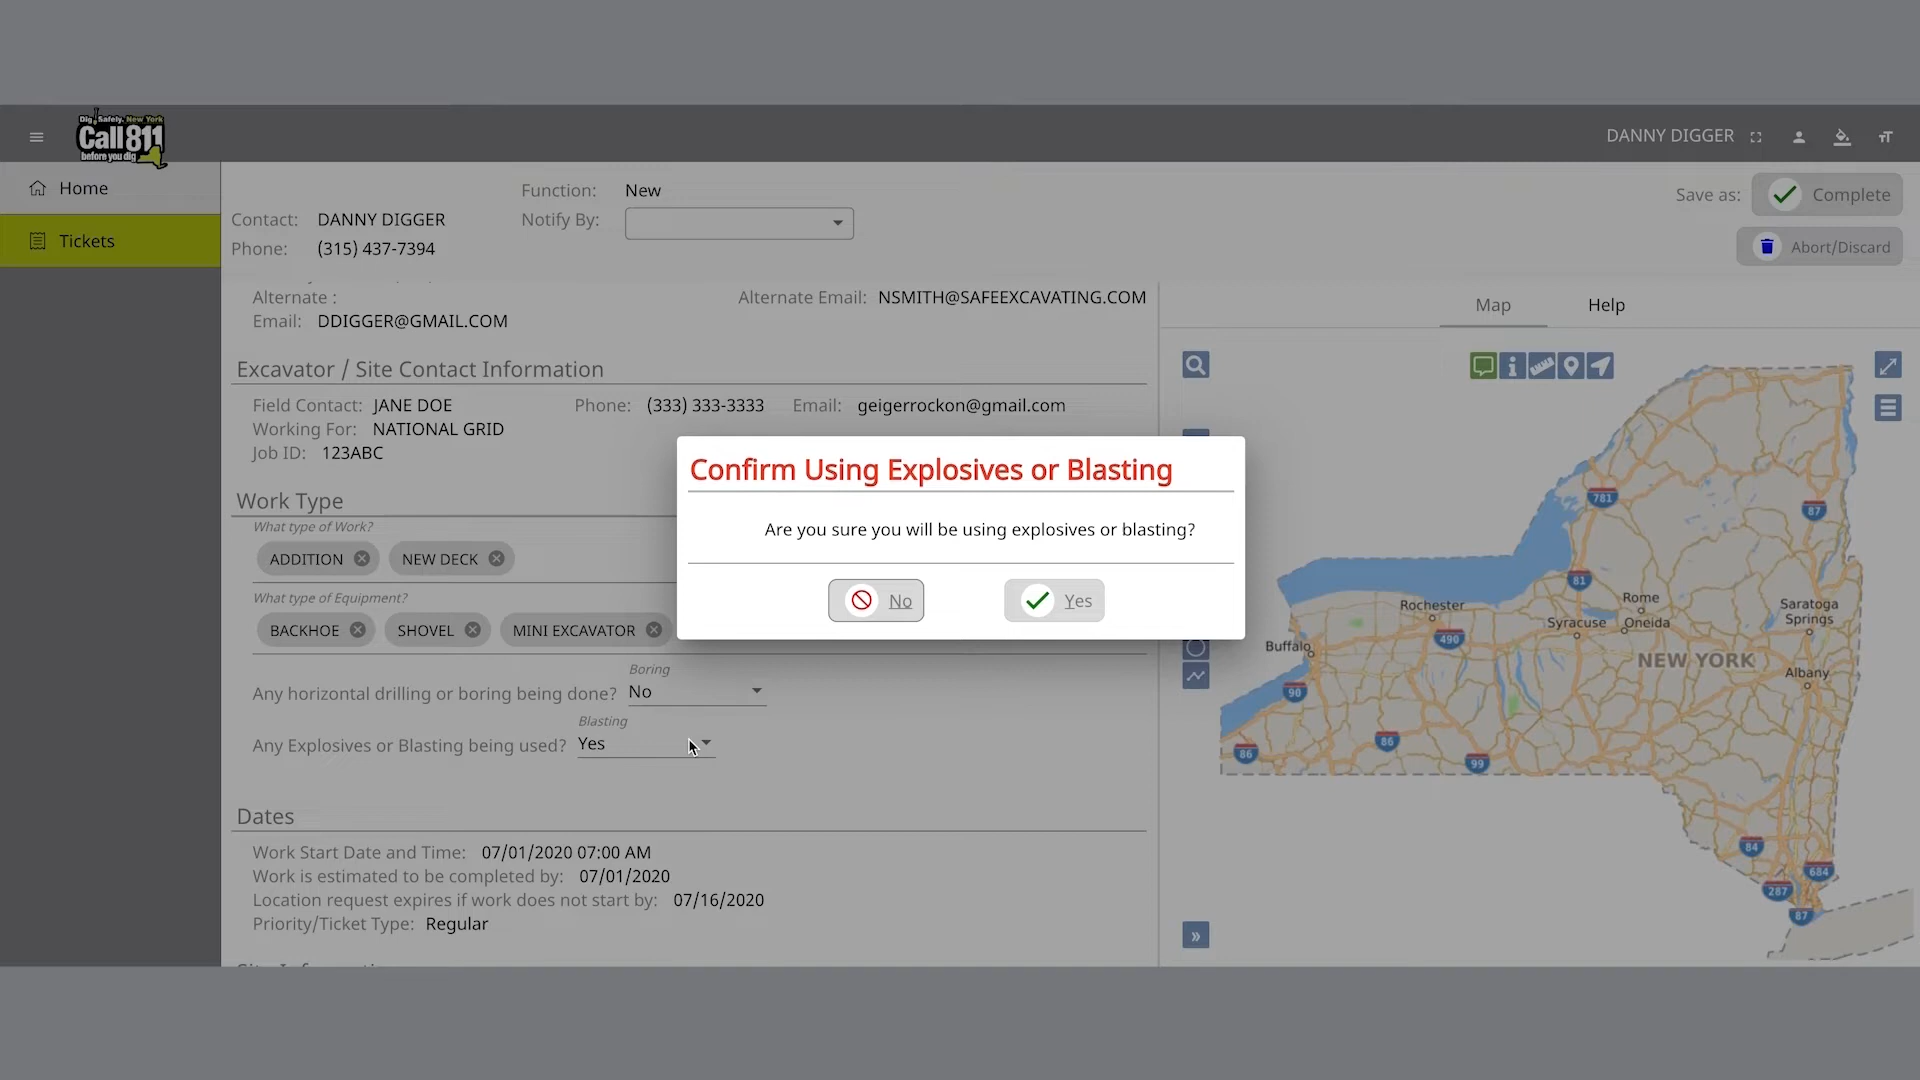 Dig Safely. New York
Call 811
before you dig
DANNY DIGGER
Home
Tickets
Function: New
Contact: DANNY DIGGER
Notify By:
Phone: (315) 437-7394
Save as: Complete
Abort/Discard
Alternate :
Alternate Email: NSMITH@SAFEEXCAVATING.COM
Email: DDIGGER@GMAIL.COM
Excavator / Site Contact Information
Field Contact: JANE DOE Phone: (333) 333-3333 Email: geigerrockon@gmail.com
Working For: NATIONAL GRID
Job ID: 123ABC
Work Type
What type of Work?
ADDITION NEW DECK
What type of Equipment?
BACKHOE SHOVEL MINI EXCAVATOR
Boring
Any horizontal drilling or boring being done? No
Blasting
Any Explosives or Blasting being used? Yes
Dates
Work Start Date and Time: 07/01/2020 07:00 AM
Work is estimated to be completed by: 07/01/2020
Location request expires if work does not start by: 07/16/2020
Priority/Ticket Type: Regular
Confirm Using Explosives or Blasting
Are you sure you will be using explosives or blasting?
No Yes
Map Help
781
87
81
Rochester
Rome
Saratoga
Springs
Syracuse
Oneida
490
Buffalo
NEW YORK
Albany
90
86
86
99
84
684
287
87